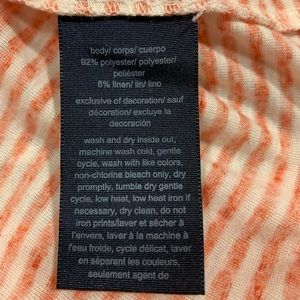 body/ corps/ cuerpo
92% polyester/ polyester/
poliéster
8% linen/ lin/ lino
exclusive of decoration/ sauf
décoration/ excluye la
decoración
wash and dry inside out,
machine wash cold, gentle
cycle, wash with like colors,
non-chlorine bleach only, dry
promptly, tumble dry gentle
cycle, low heat, low heat iron if
necessary, dry clean, do not
iron prints/laver et sécher à
l'envers, laver à la machine à
l'eau froide, cycle délicat, laver
en séparant les couleurs,
seulement agent de